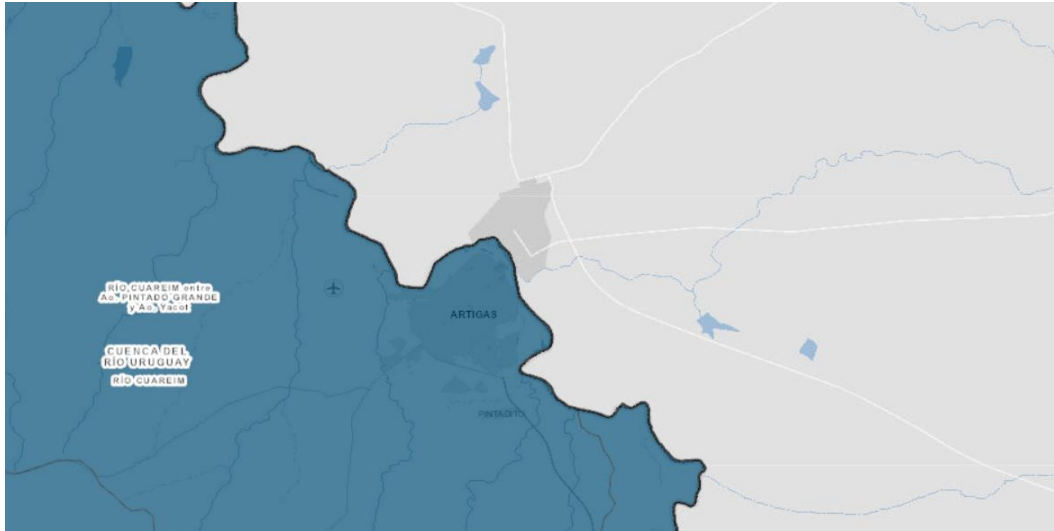 RÍO CUAREIM entre
Ao. PINTADO GRANDE
y Ao. Yacot
CUENCA DEL
RÍO URUGUAY
RÍO CUAREIM
ARTIGAS
PINTADITO